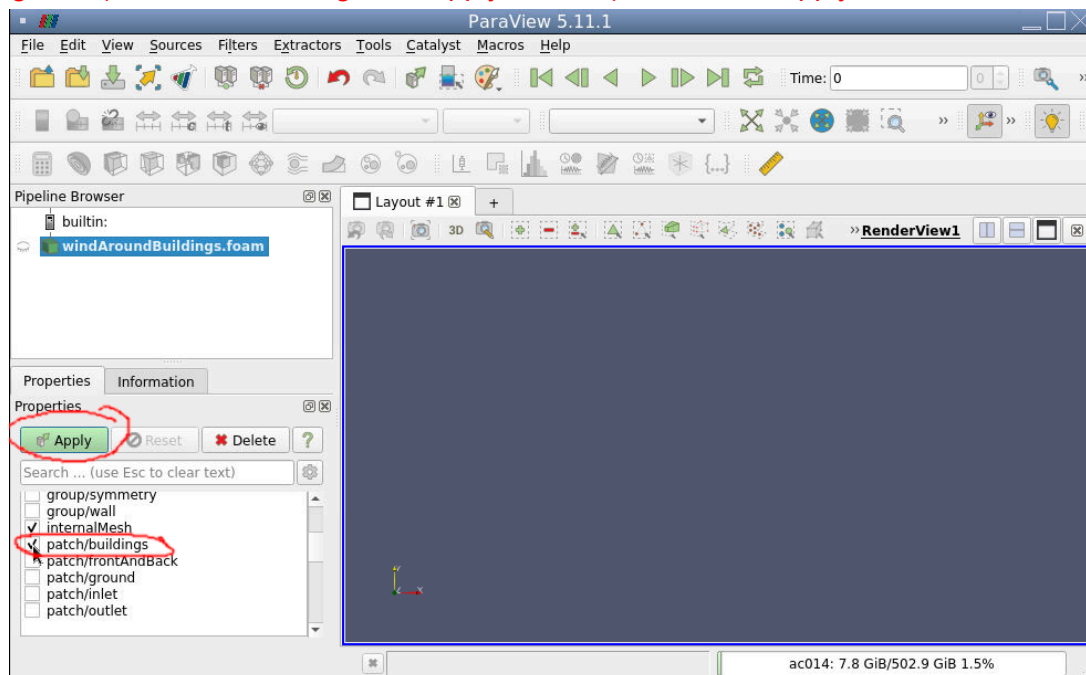 ParaView 5.11.1
File Edit View Sources Filters Extractors Tools Catalyst Macros Help
Time: 0 0
{...}
Pipeline Browser
builtin:
windAroundBuildings.foam
Layout #1 +
3D RenderView1
Properties Information
Properties
Apply Reset Delete ?
Search ... (use Esc to clear text)
group/symmetry
group/wall
internalMesh
patch/buildings
patch/frontAndBack
patch/ground
patch/inlet
patch/outlet
ac014: 7.8 GiB/502.9 GiB 1.5%